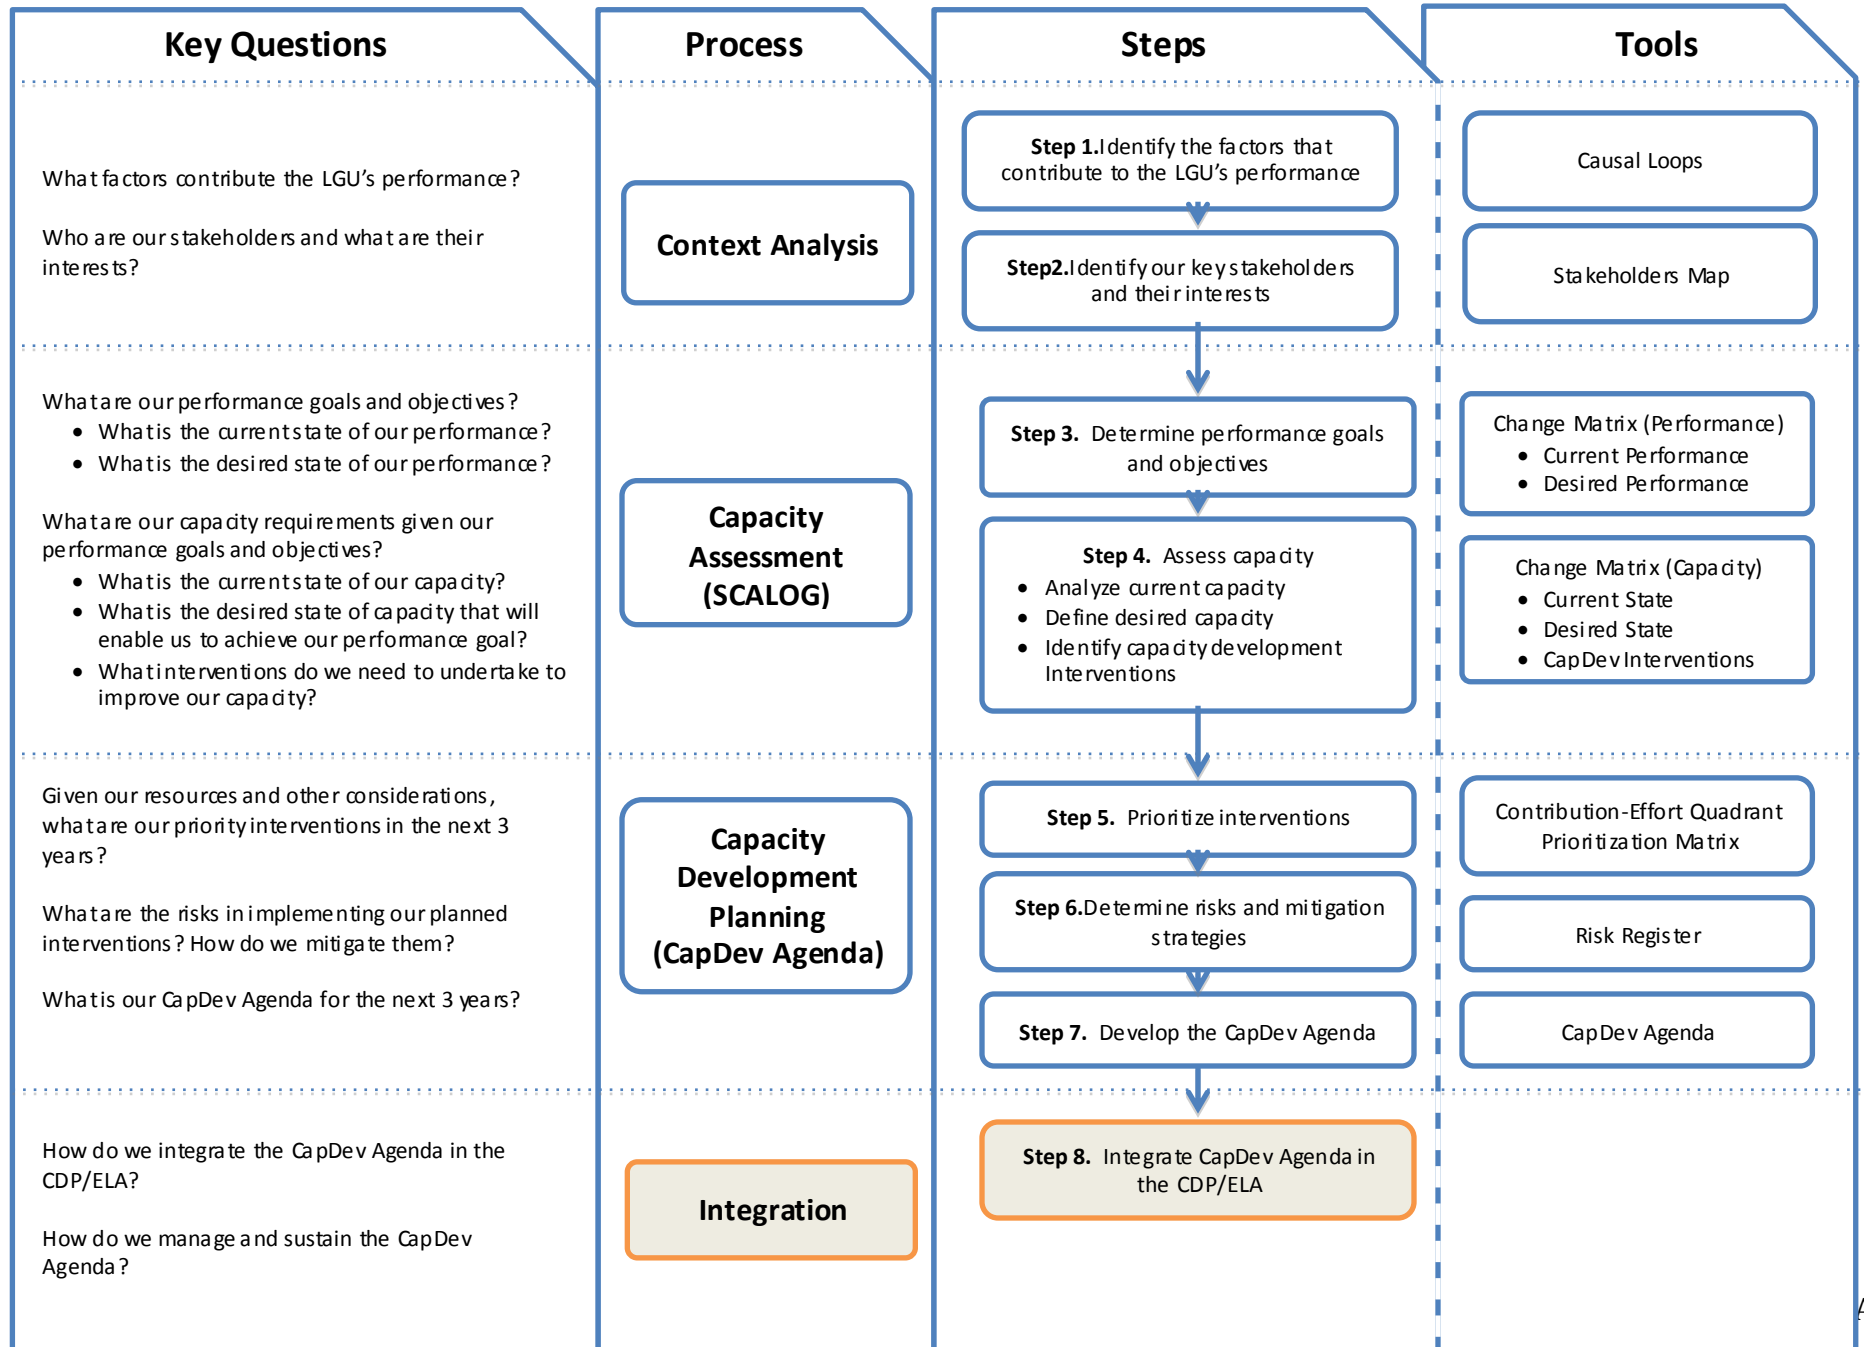 Key Questions
Process
Steps
Tools
What factors contribute the LGU's performance?
Who are our stakeholders and what are their
interests?
Context Analysis
Step 1.Identify the factors that
contribute to the LGU's performance
Step2.Identify our key stakeholders
and their interests
Causal Loops
Stakeholders Map
What are our performance goals and objectives?
• What is the current state of our performance?
• What is the desired state of our performance?
What are our capacity requirements given our
performance goals and objectives?
• What is the current state of our capacity?
• What is the desired state of capacity that will
enable us to achieve our performance goal?
• What interventions do we need to undertake to
improve our capacity?
Capacity
Assessment
(SCALOG)
Step 3. Determine performance goals
and objectives
Step 4. Assess capacity
• Analyze current capacity
• Define desired capacity
• Identify capacity development
Interventions
Change Matrix (Performance)
• Current Performance
• Desired Performance
Change Matrix (Capacity)
• Current State
• Desired State
• CapDev Interventions
Given our resources and other considerations,
what are our priority interventions in the next 3
years?
What are the risks in implementing our planned
interventions? How do we mitigate them?
What is our CapDev Agenda for the next 3 years?
Capacity
Development
Planning
(CapDev Agenda)
Step 5. Prioritize interventions
Step 6.Determine risks and mitigation
strategies
Step 7. Develop the CapDev Agenda
Contribution-Effort Quadrant
Prioritization Matrix
Risk Register
CapDev Agenda
How do we integrate the CapDev Agenda in the
CDP/ELA?
How do we manage and sustain the CapDev
Agenda?
Integration
Step 8. Integrate CapDev Agenda in
the CDP/ELA